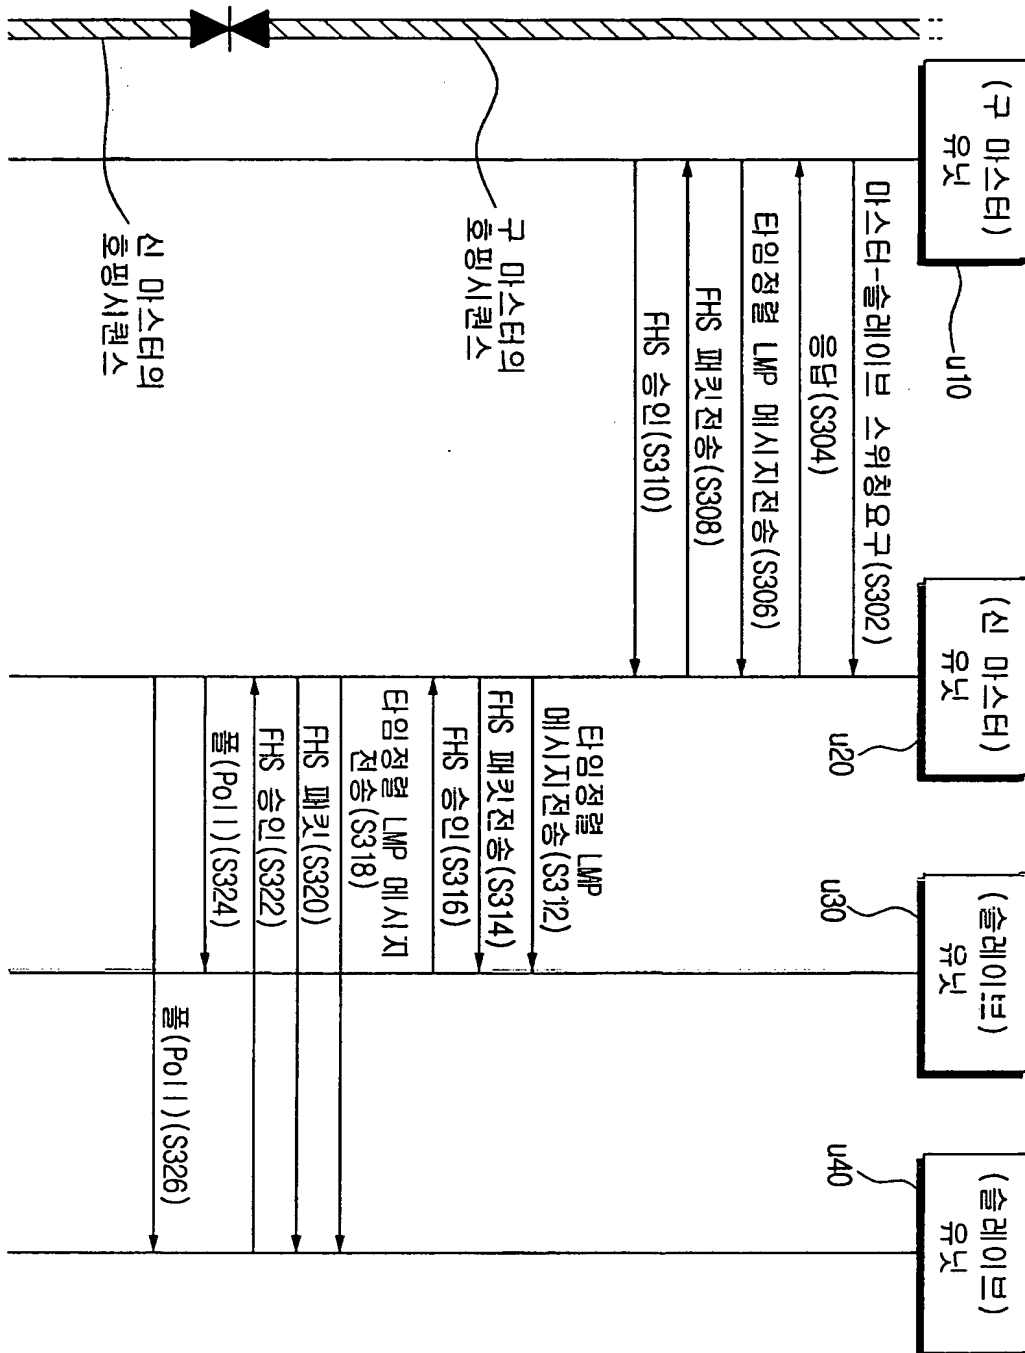 (구 마스터)
유닛
u10
(신 마스터)
유닛
u20
(슬레이브)
유닛
u30
(슬레이브)
유닛
u40
마스터-슬레이브 스위칭요구(S302)
응답(S304)
타임정렬 LMP 메시지전송(S306)
FHS 패킷전송(S308)
FHS 승인(S310)
타임정렬 LMP
메시지전송(S312)
FHS 패킷전송(S314)
FHS 승인(S316)
타임정렬 LMP 메시지
전송(S318)
FHS 패킷(S320)
FHS 승인(S322)
폴(Poll)(S324)
폴(Poll)(S326)
구 마스터의
호핑시퀀스
신 마스터의
호핑시퀀스